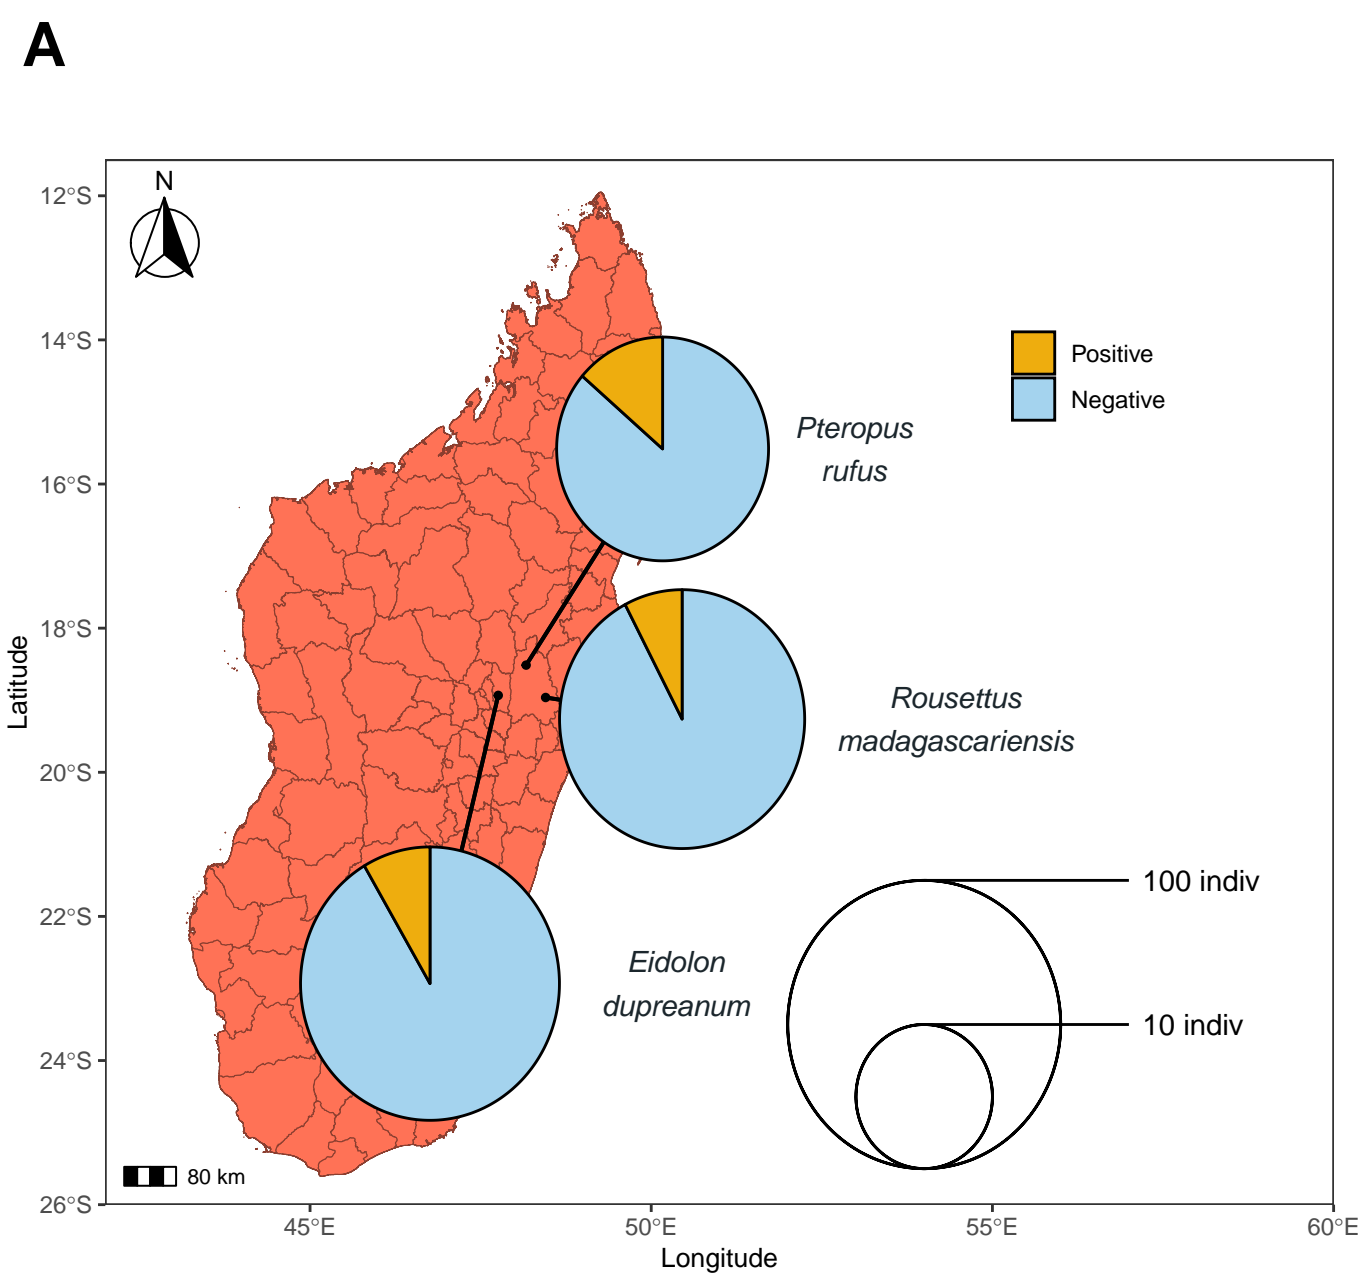 A
N
12°S
14°S
16°S
18°S
20°S
22°S
24°S
26°S
Latitude
Positive
Negative
Pteropus
rufus
Rousettus
madagascariensis
Eidolon
dupreanum
100 indiv
10 indiv
80 km
45°E
50°E
55°E
60°E
Longitude